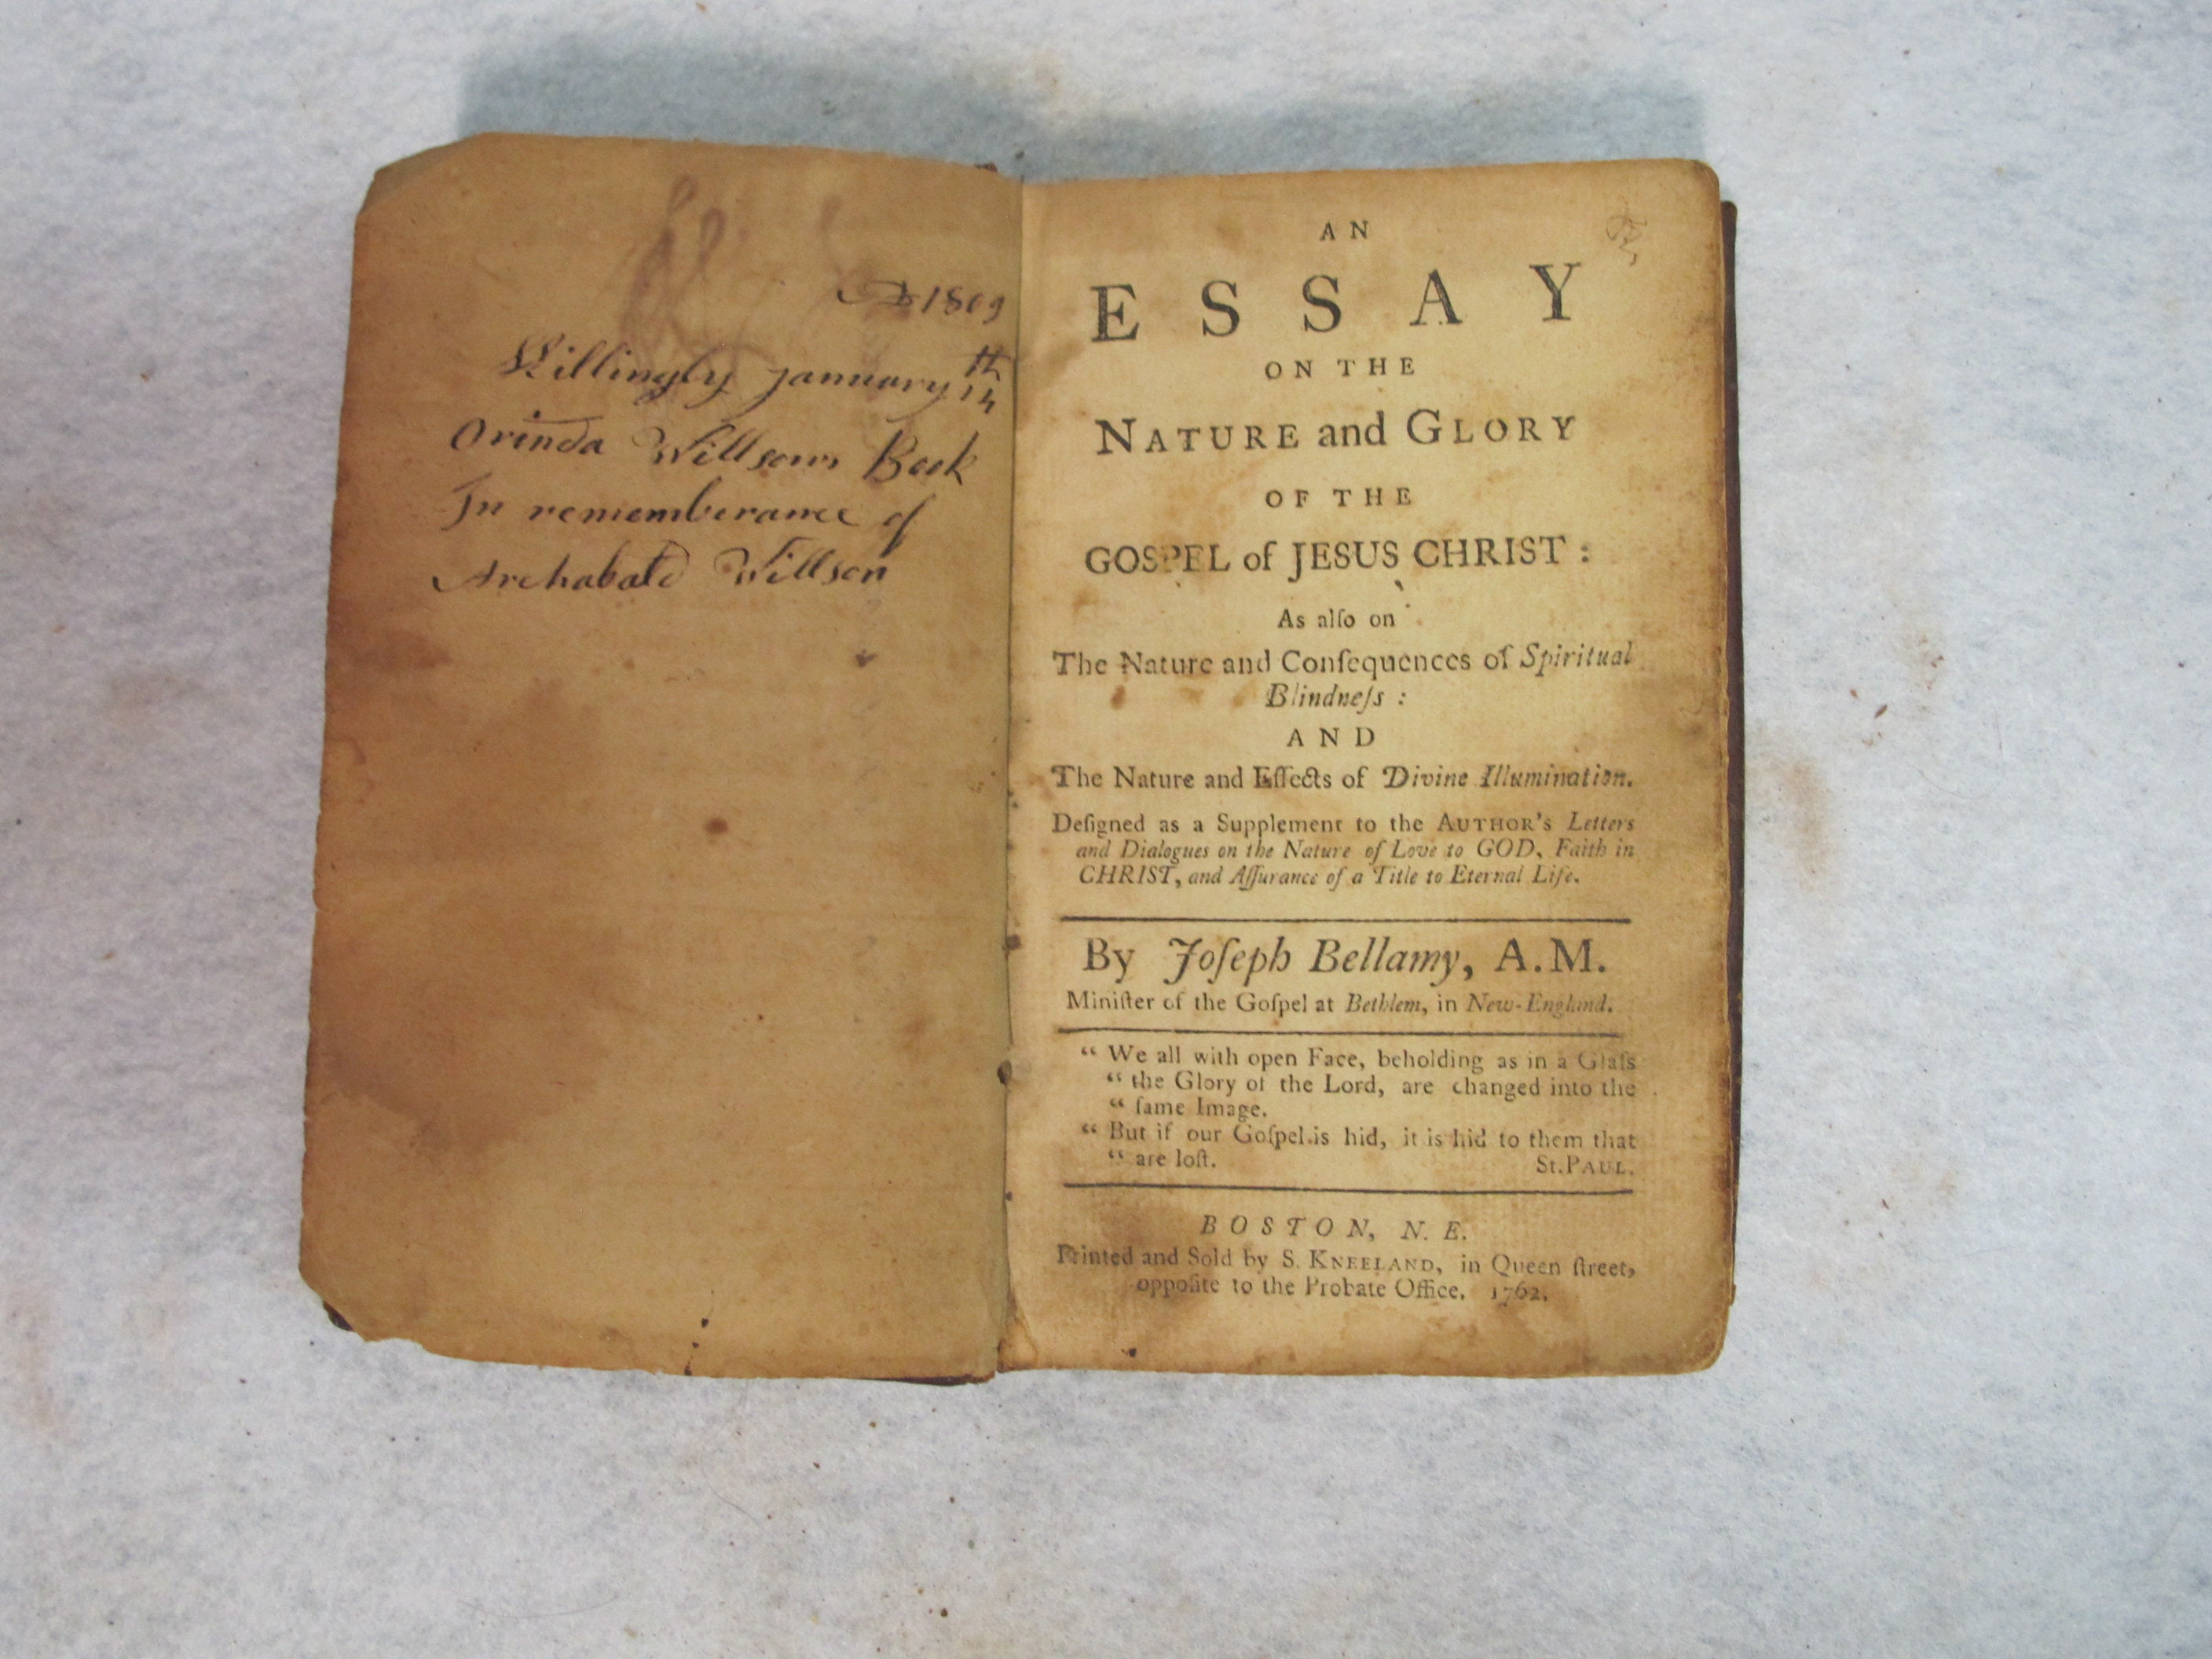 AD 1809
Killingly January 14th
Orinda Willsons Book
In rememberance of
Archabald Willson
AN
ESSAY
ON THE
NATURE and GLORY
OF THE
GOSPEL of JESUS CHRIST:
As alſo on
The Nature and Conſequences of Spiritual
Blindneſs:
AND
The Nature and Effects of Divine Illumination.
Deſigned as a Supplement to the AUTHOR's Letters
and Dialogues on the Nature of Love to GOD, Faith in
CHRIST, and Aſſurance of a Title to Eternal Life.
By Joſeph Bellamy, A.M.
Miniſter of the Goſpel at Bethlem, in New-England.
“ We all with open Face, beholding as in a Glaſs
“ the Glory of the Lord, are changed into the
“ ſame Image.
“ But if our Goſpel is hid, it is hid to them that
“ are loſt. St. PAUL.
BOSTON, N. E.
Printed and Sold by S. KNEELAND, in Queen ſtreet,
oppoſite to the Probate Office. 1762.